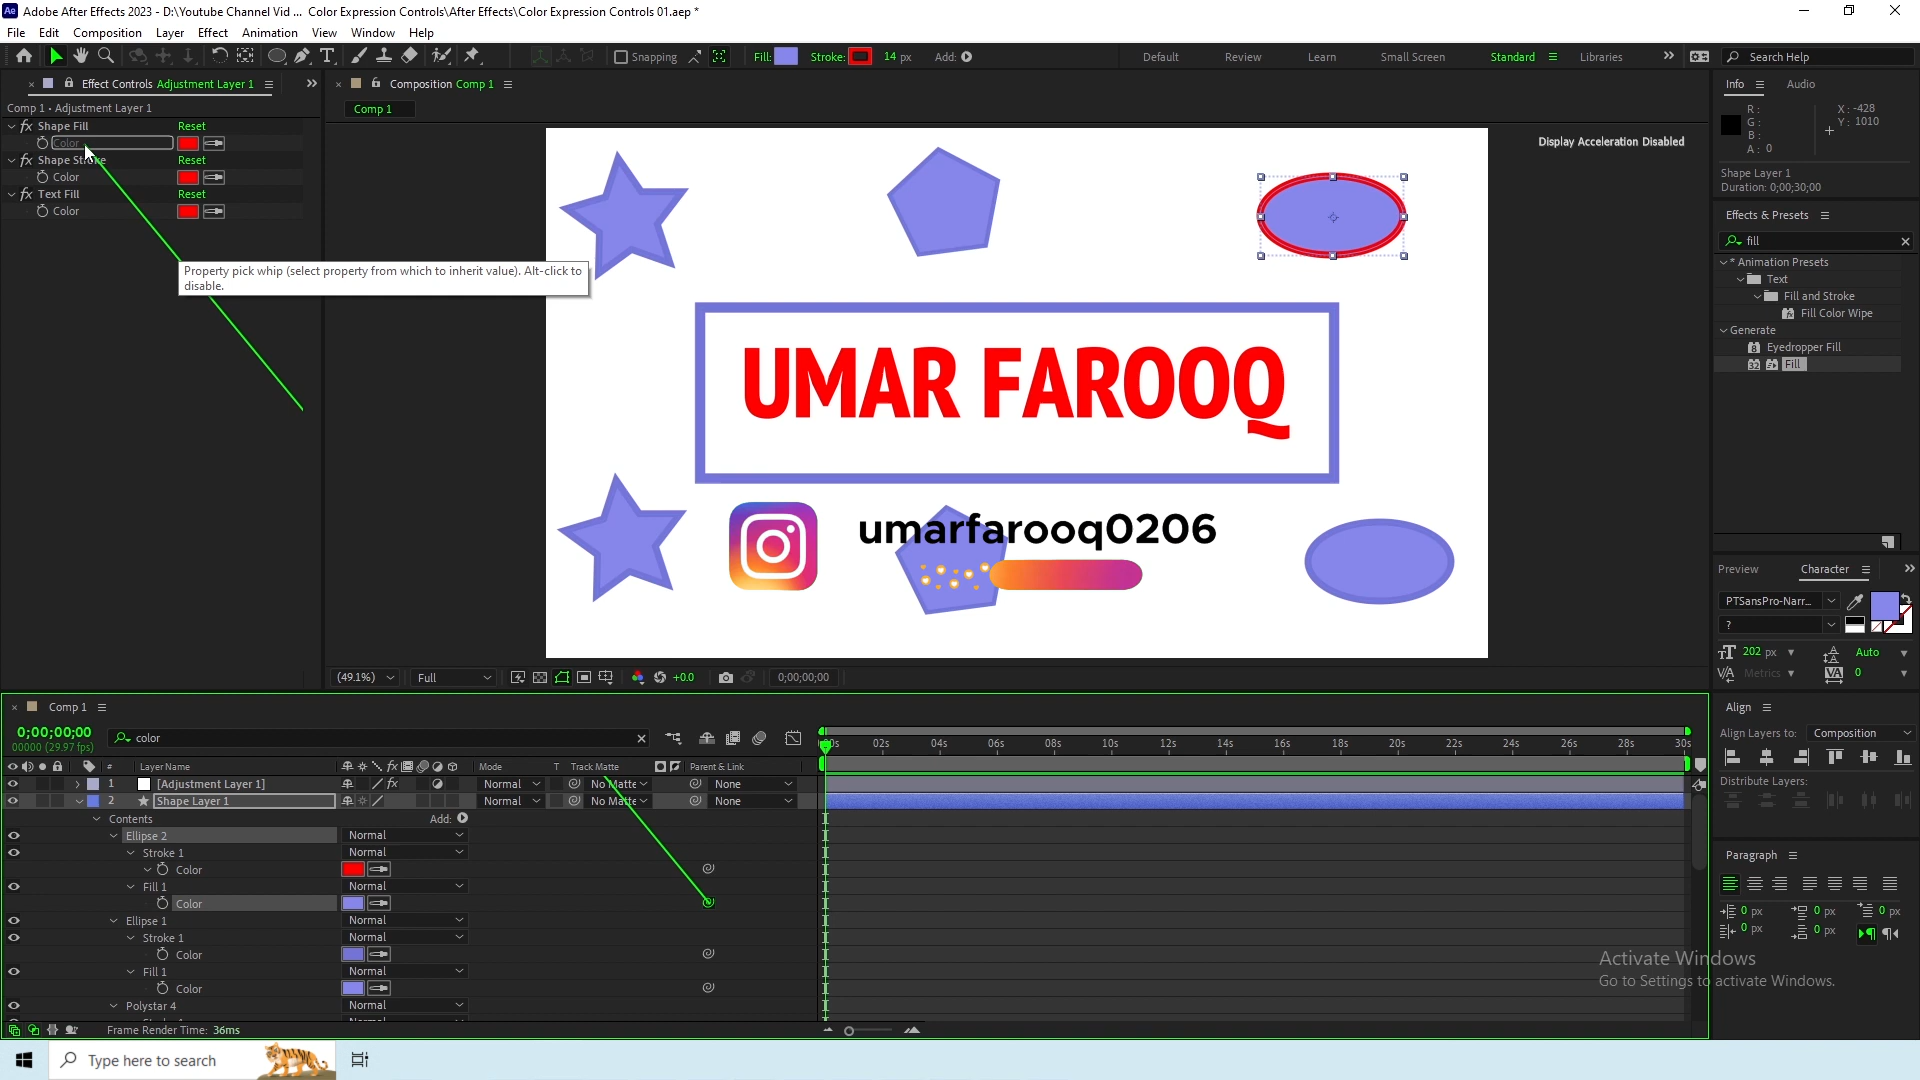 Adobe After Effects 2023 - D:\Youtube Channel Vid ... Color Expression Controls\After Effects\Color Expression Controls 01.aep *
File Edit Composition Layer Effect Animation View Window Help
Snapping Fill: Stroke: 14 px Add: Default Review Learn Small Screen Standard Libraries Search Help
Effect Controls Adjustment Layer 1
Composition Comp 1
Info Audio
Comp 1 • Adjustment Layer 1
Comp 1
R: X: -428
G: Y: 1010
B:
A: 0
Shape Fill Reset
Color
Shape Stroke Reset
Color
Text Fill Reset
Color
Display Acceleration Disabled
Shape Layer 1
Duration: 0;00;30;00
Effects & Presets
fill
* Animation Presets
Text
Fill and Stroke
Fill Color Wipe
Generate
Eyedropper Fill
Fill
Property pick whip (select property from which to inherit value). Alt-click to
disable.
UMAR FAROOQ
umarfarooq0206
Preview Character
PTSansPro-Narr...
?
202 px Auto
Metrics 0
(49.1%) Full +0.0 0;00;00;00
Comp 1
0;00;00;00
00000 (29.97 fps)
color
00s 02s 04s 06s 08s 10s 12s 14s 16s 18s 20s 22s 24s 26s 28s 30s
# Layer Name Mode T Track Matte Parent & Link
1 [Adjustment Layer 1] Normal No Matte None
2 Shape Layer 1 Normal No Matte None
Contents Add:
Ellipse 2 Normal
Stroke 1 Normal
Color
Fill 1 Normal
Color
Ellipse 1 Normal
Stroke 1 Normal
Color
Fill 1 Normal
Color
Polystar 4 Normal
Frame Render Time: 36ms
Align
Align Layers to: Composition
Distribute Layers:
Paragraph
0 px 0 px 0 px
0 px 0 px
Activate Windows
Go to Settings to activate Windows.
Type here to search